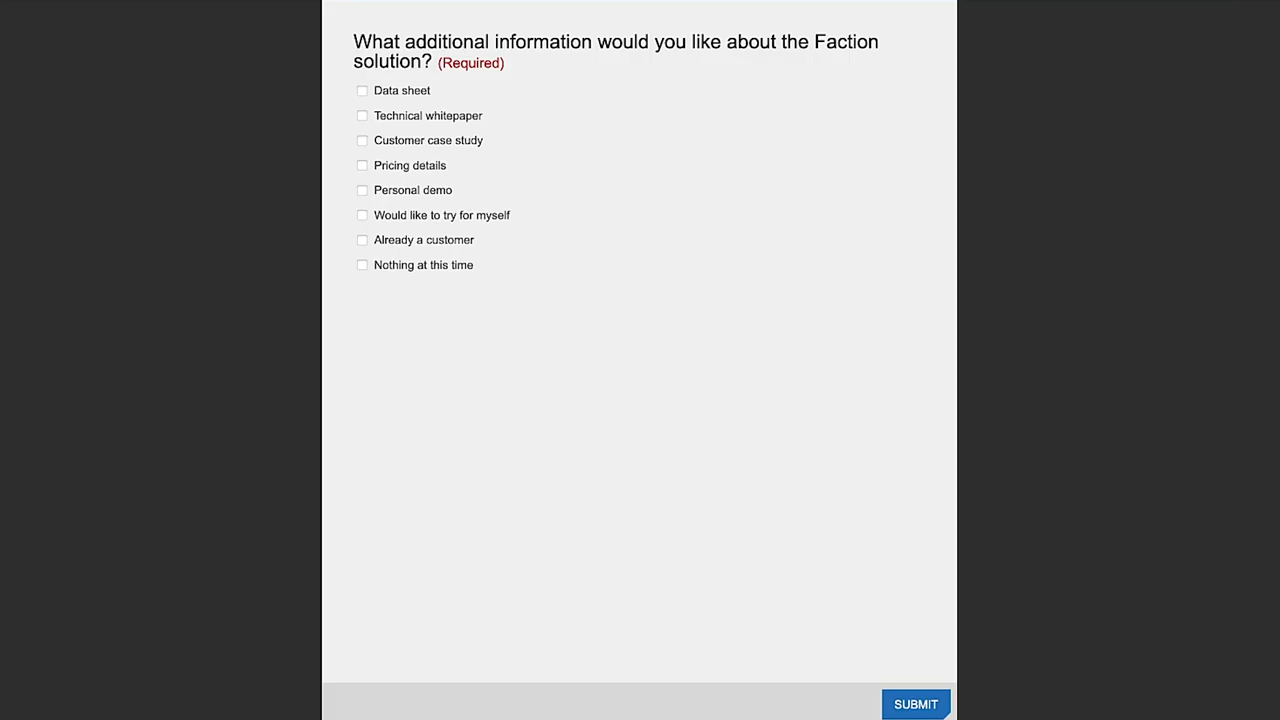 What additional information would you like about the Faction
solution? (Required)
Data sheet
Technical whitepaper
Customer case study
Pricing details
Personal demo
Would like to try for myself
Already a customer
Nothing at this time
SUBMIT